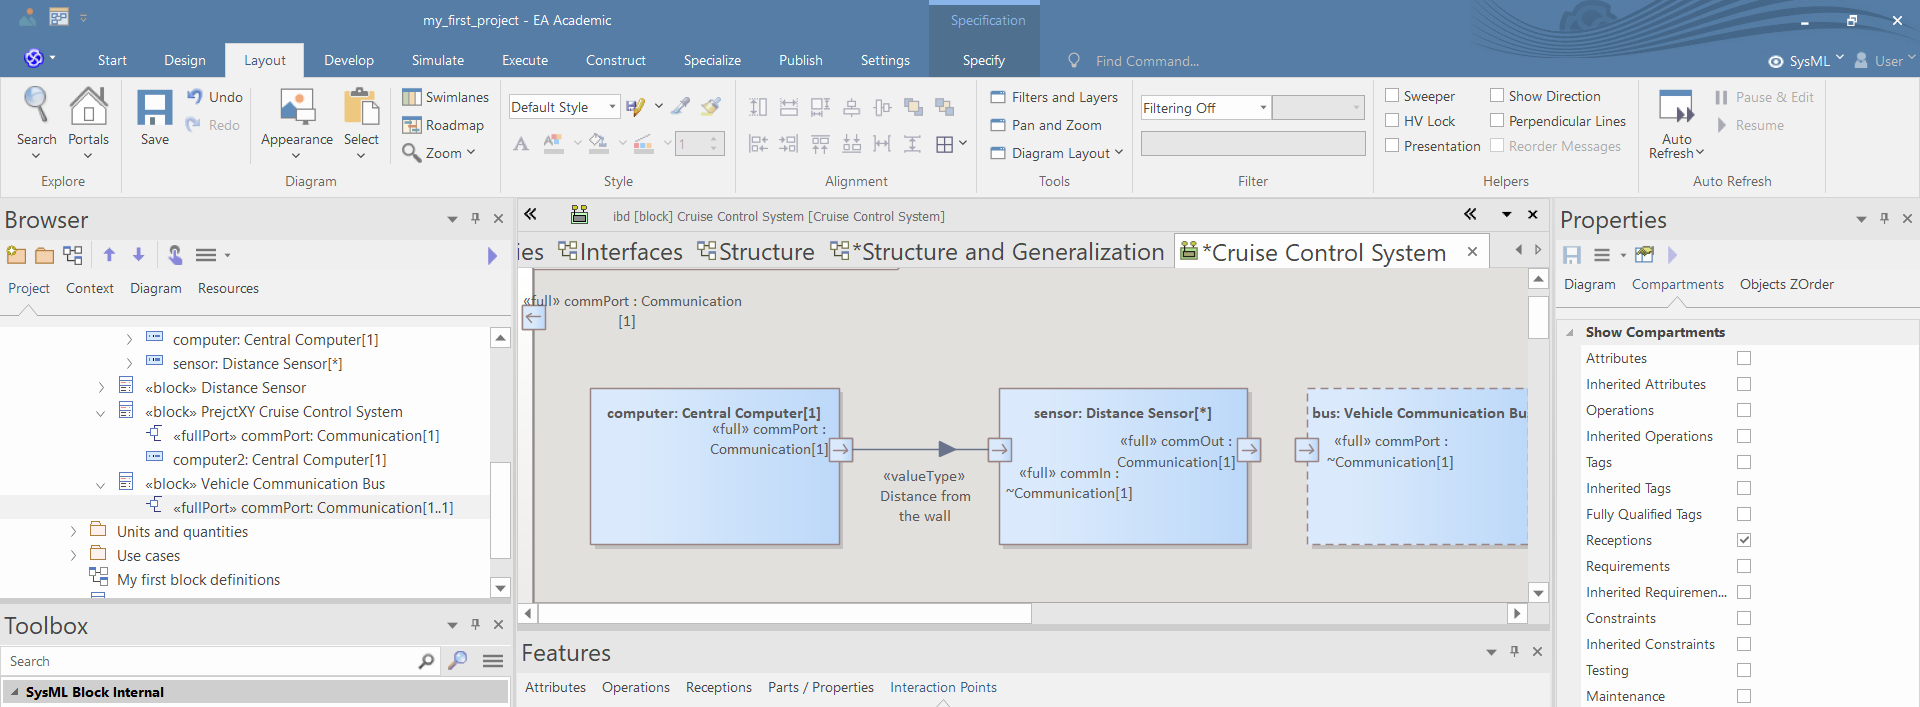 my_first_project - EA Academic
Specification
Start
Design
Layout
Develop
Simulate
Execute
Construct
Specialize
Publish
Settings
Specify
Find Command...
SysML
User
Search
Portals
Explore
Save
Undo
Redo
Appearance
Select
Swimlanes
Roadmap
Zoom
Diagram
Default Style
1
Style
Alignment
Filters and Layers
Pan and Zoom
Diagram Layout
Tools
Filtering Off
Filter
Sweeper
HV Lock
Presentation
Show Direction
Perpendicular Lines
Reorder Messages
Helpers
Auto
Refresh
Pause & Edit
Resume
Auto Refresh
Browser
Project
Context
Diagram
Resources
computer: Central Computer[1]
sensor: Distance Sensor[*]
«block» Distance Sensor
«block» PrejctXY Cruise Control System
«fullPort» commPort: Communication[1]
computer2: Central Computer[1]
«block» Vehicle Communication Bus
«fullPort» commPort: Communication[1..1]
Units and quantities
Use cases
My first block definitions
Toolbox
Search
SysML Block Internal
ibd [block] Cruise Control System [Cruise Control System]
ies
Interfaces
Structure
*Structure and Generalization
*Cruise Control System
«full» commPort : Communication
[1]
computer: Central Computer[1]
«full» commPort :
Communication[1]
«valueType»
Distance from
the wall
sensor: Distance Sensor[*]
«full» commOut :
Communication[1]
«full» commIn :
~Communication[1]
bus: Vehicle Communication Bus
«full» commPort :
~Communication[1]
Features
Attributes
Operations
Receptions
Parts / Properties
Interaction Points
Properties
Diagram
Compartments
Objects ZOrder
Show Compartments
Attributes
Inherited Attributes
Operations
Inherited Operations
Tags
Inherited Tags
Fully Qualified Tags
Receptions
Requirements
Inherited Requiremen...
Constraints
Inherited Constraints
Testing
Maintenance